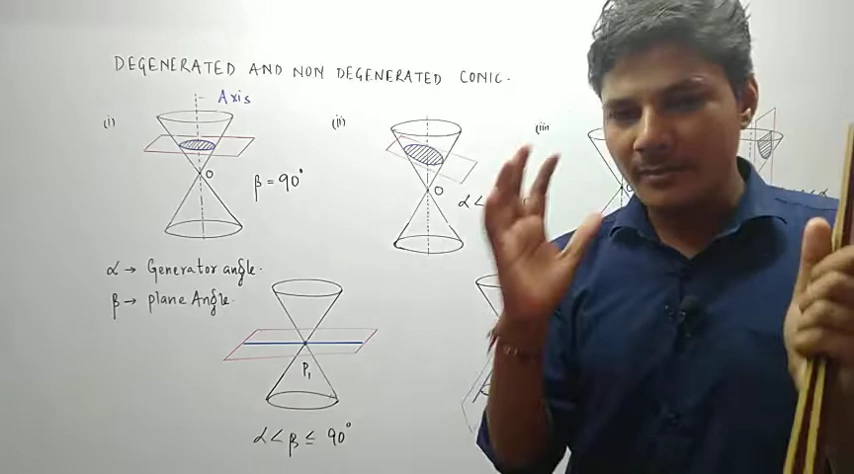 DEGENERATED AND NON DEGENERATED CONIC.
Axis
(i)
(ii)
(iii
O
β = 90°
O
α <
α → Generator angle.
β → plane Angle.
P1
α < β ≤ 90°